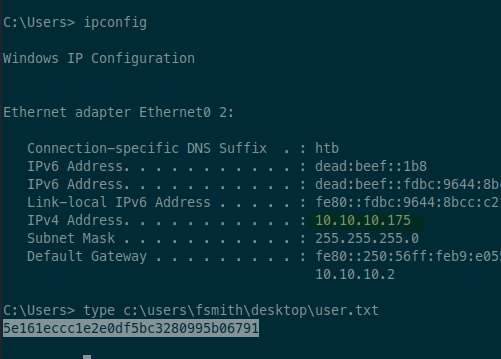 C:\Users> ipconfig
Windows IP Configuration
Ethernet adapter Ethernet0 2:
Connection-specific DNS Suffix  . : htb
IPv6 Address. . . . . . . . . . . : dead:beef::1b8
IPv6 Address. . . . . . . . . . . : dead:beef::fdbc:9644:8b
Link-local IPv6 Address . . . . . : fe80::fdbc:9644:8bcc:c2
IPv4 Address. . . . . . . . . . . : 10.10.10.175
Subnet Mask . . . . . . . . . . . : 255.255.255.0
Default Gateway . . . . . . . . . : fe80::250:56ff:feb9:e05
10.10.10.2
C:\Users> type c:\users\fsmith\desktop\user.txt
5e161eccc1e2e0df5bc3280995b06791